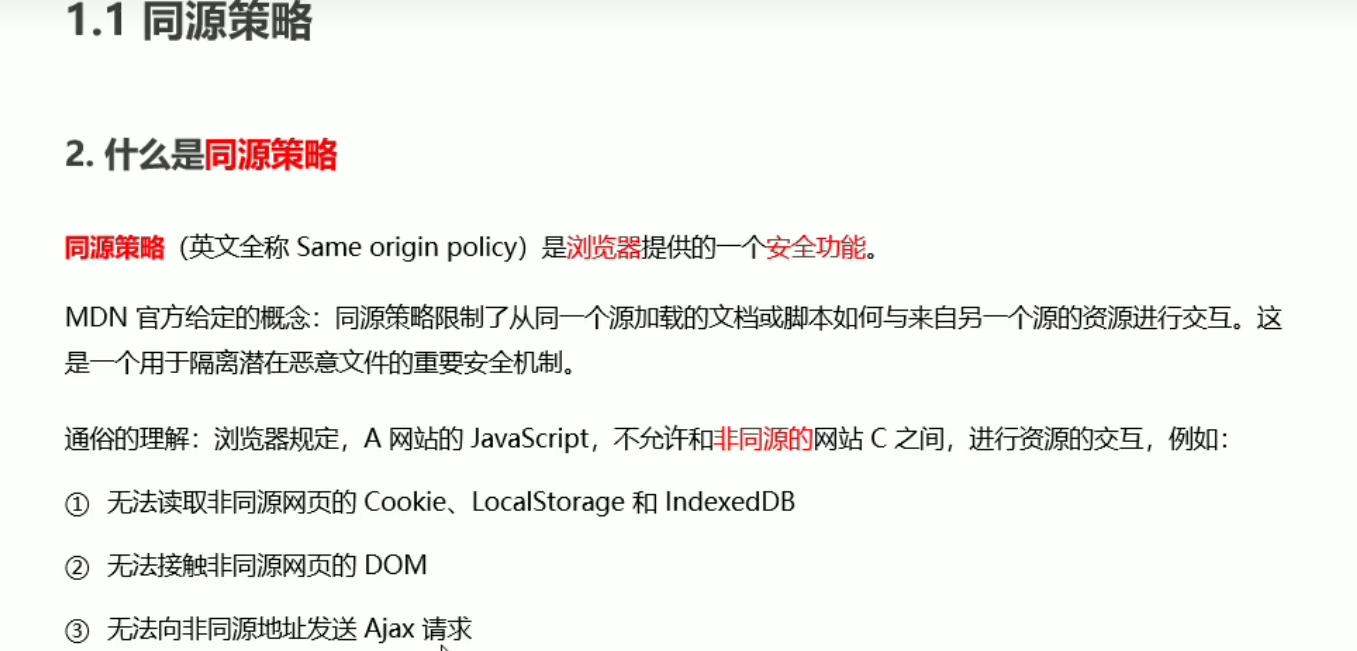 1.1 同源策略
2. 什么是同源策略
同源策略（英文全称 Same origin policy）是浏览器提供的一个安全功能。
MDN 官方给定的概念：同源策略限制了从同一个源加载的文档或脚本如何与来自另一个源的资源进行交互。这
是一个用于隔离潜在恶意文件的重要安全机制。
通俗的理解：浏览器规定，A 网站的 JavaScript，不允许和非同源的网站 C 之间，进行资源的交互，例如：
① 无法读取非同源网页的 Cookie、LocalStorage 和 IndexedDB
② 无法接触非同源网页的 DOM
③ 无法向非同源地址发送 Ajax 请求